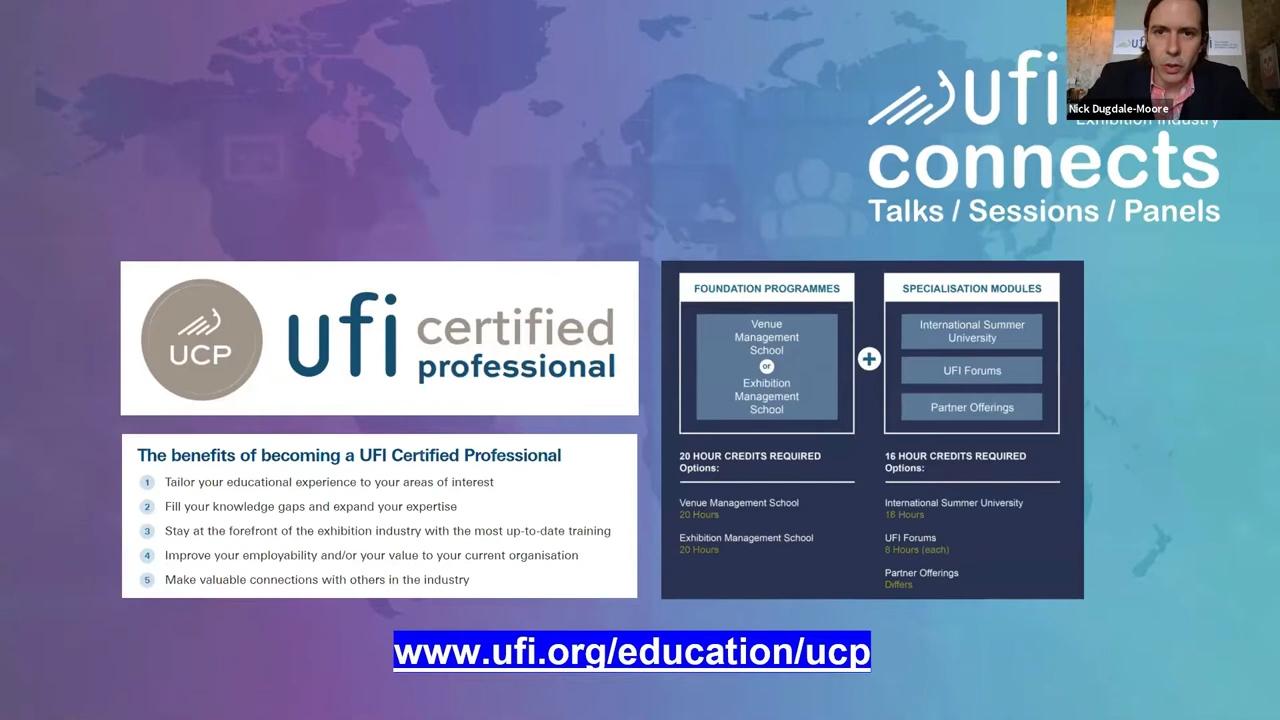 ufi
Nick Dugdale-Moore
Exhibition Industry
connects
Talks / Sessions / Panels
UCP
ufi certified
professional
The benefits of becoming a UFI Certified Professional
1 Tailor your educational experience to your areas of interest
2 Fill your knowledge gaps and expand your expertise
3 Stay at the forefront of the exhibition industry with the most up-to-date training
4 Improve your employability and/or your value to your current organisation
5 Make valuable connections with others in the industry
FOUNDATION PROGRAMMES
Venue
Management
School
or
Exhibition
Management
School
20 HOUR CREDITS REQUIRED
Options:
Venue Management School
20 Hours
Exhibition Management School
20 Hours
+
SPECIALISATION MODULES
International Summer
University
UFI Forums
Partner Offerings
16 HOUR CREDITS REQUIRED
Options:
International Summer University
16 Hours
UFI Forums
8 Hours (each)
Partner Offerings
Differs
www.ufi.org/education/ucp